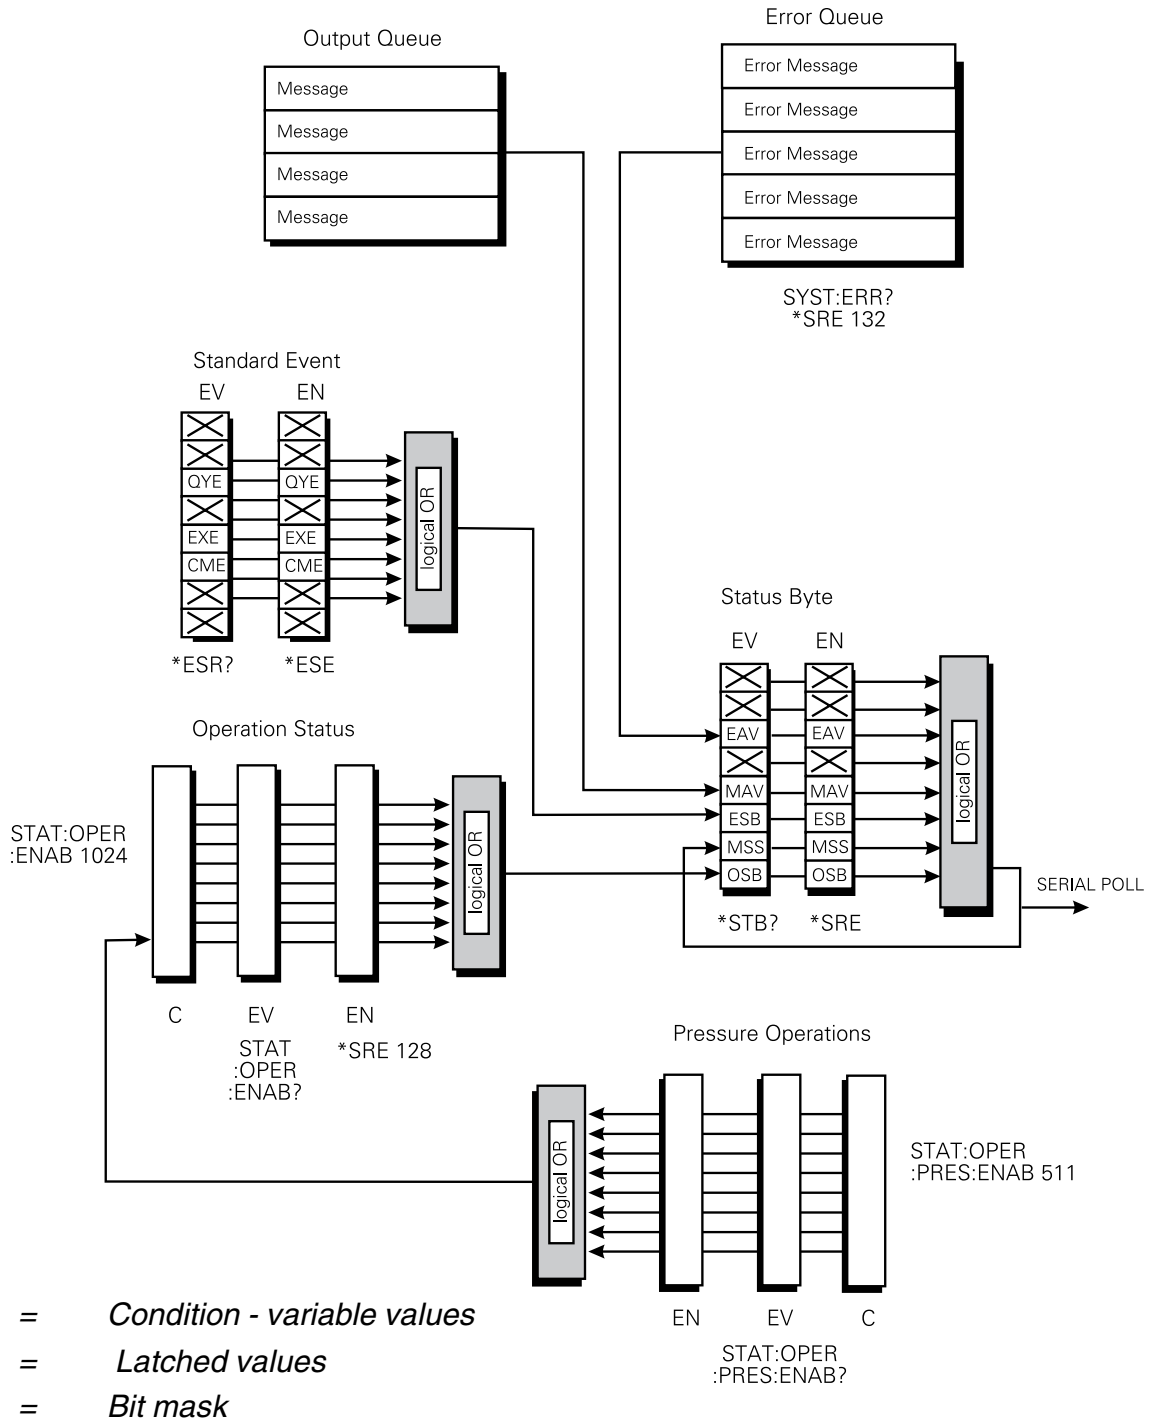 Output Queue
Message
Message
Message
Message
Error Queue
Error Message
Error Message
Error Message
Error Message
Error Message
SYST:ERR?
*SRE 132
Standard Event
EV EN
QYE QYE
EXE EXE
CME CME
logical OR
*ESR? *ESE
Status Byte
EV EN
EAV EAV
MAV MAV
ESB ESB
MSS MSS
OSB OSB
logical OR
*STB? *SRE
SERIAL POLL
Operation Status
STAT:OPER
:ENAB 1024
logical OR
C EV EN
STAT
:OPER
:ENAB?
*SRE 128
Pressure Operations
logical OR
STAT:OPER
:PRES:ENAB 511
EN EV C
STAT:OPER
:PRES:ENAB?
= Condition - variable values
= Latched values
= Bit mask